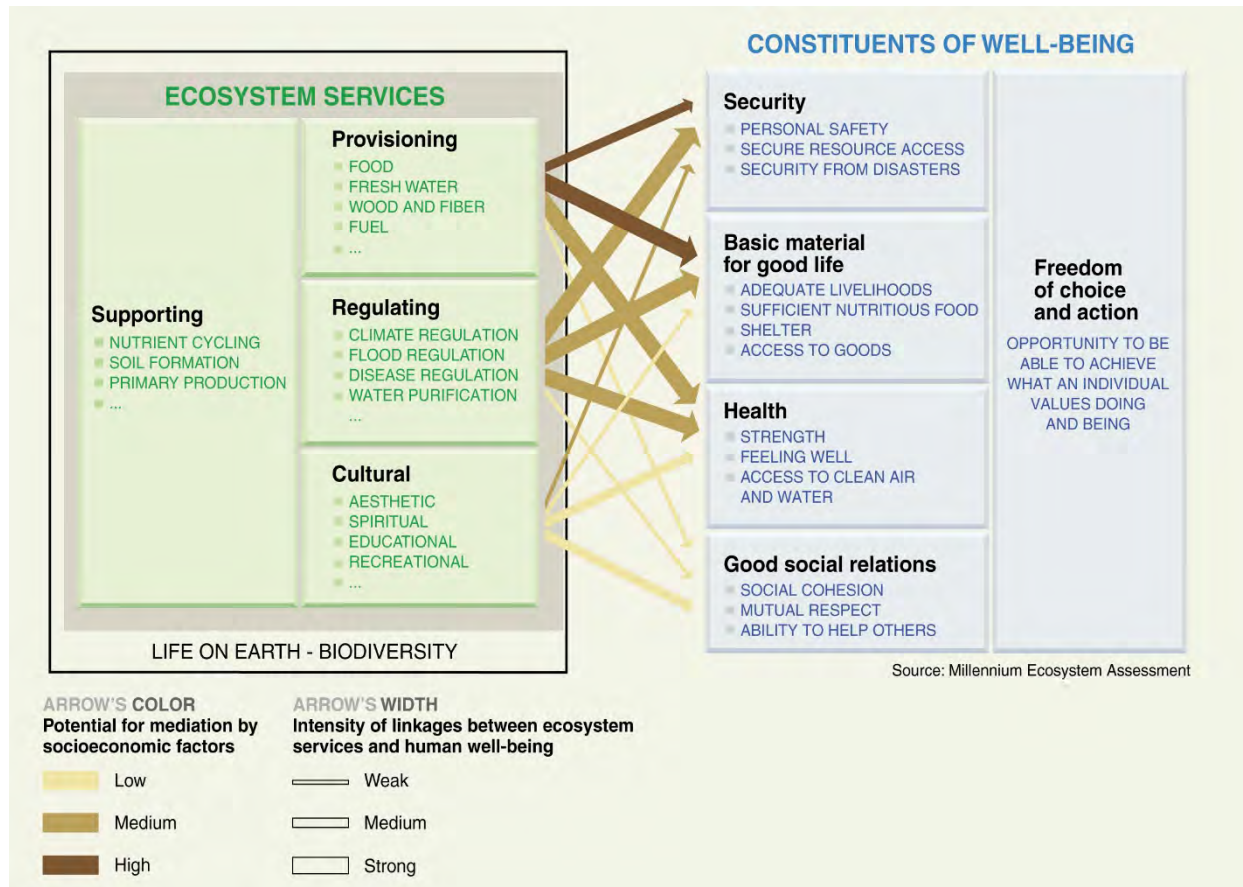 CONSTITUENTS OF WELL-BEING
ECOSYSTEM SERVICES
Supporting
NUTRIENT CYCLING
SOIL FORMATION
PRIMARY PRODUCTION
...
Provisioning
FOOD
FRESH WATER
WOOD AND FIBER
FUEL
...
Regulating
CLIMATE REGULATION
FLOOD REGULATION
DISEASE REGULATION
WATER PURIFICATION
...
Cultural
AESTHETIC
SPIRITUAL
EDUCATIONAL
RECREATIONAL
...
LIFE ON EARTH - BIODIVERSITY
Security
PERSONAL SAFETY
SECURE RESOURCE ACCESS
SECURITY FROM DISASTERS
Basic material
for good life
ADEQUATE LIVELIHOODS
SUFFICIENT NUTRITIOUS FOOD
SHELTER
ACCESS TO GOODS
Health
STRENGTH
FEELING WELL
ACCESS TO CLEAN AIR
AND WATER
Good social relations
SOCIAL COHESION
MUTUAL RESPECT
ABILITY TO HELP OTHERS
Freedom
of choice
and action
OPPORTUNITY TO BE
ABLE TO ACHIEVE
WHAT AN INDIVIDUAL
VALUES DOING
AND BEING
Source: Millennium Ecosystem Assessment
ARROW'S COLOR
Potential for mediation by
socioeconomic factors
Low
Medium
High
ARROW'S WIDTH
Intensity of linkages between ecosystem
services and human well-being
Weak
Medium
Strong